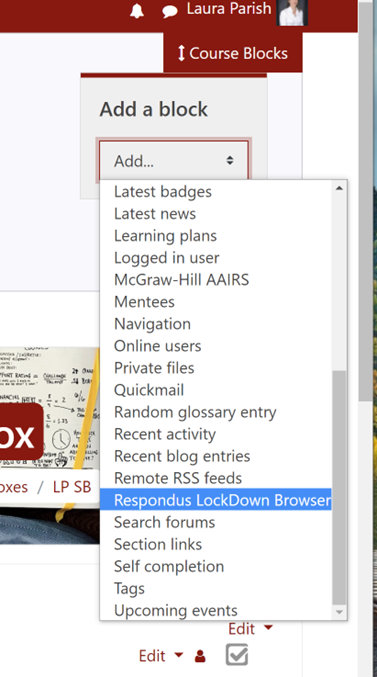 Laura Parish
Course Blocks
Add a block
Add...
Latest badges
Latest news
Learning plans
Logged in user
McGraw-Hill AAIRS
Mentees
Navigation
Online users
Private files
Quickmail
Random glossary entry
Recent activity
Recent blog entries
Remote RSS feeds
Respondus LockDown Browser
Search forums
Section links
Self completion
Tags
Upcoming events
ox
oxes / LP SB
Edit
Edit